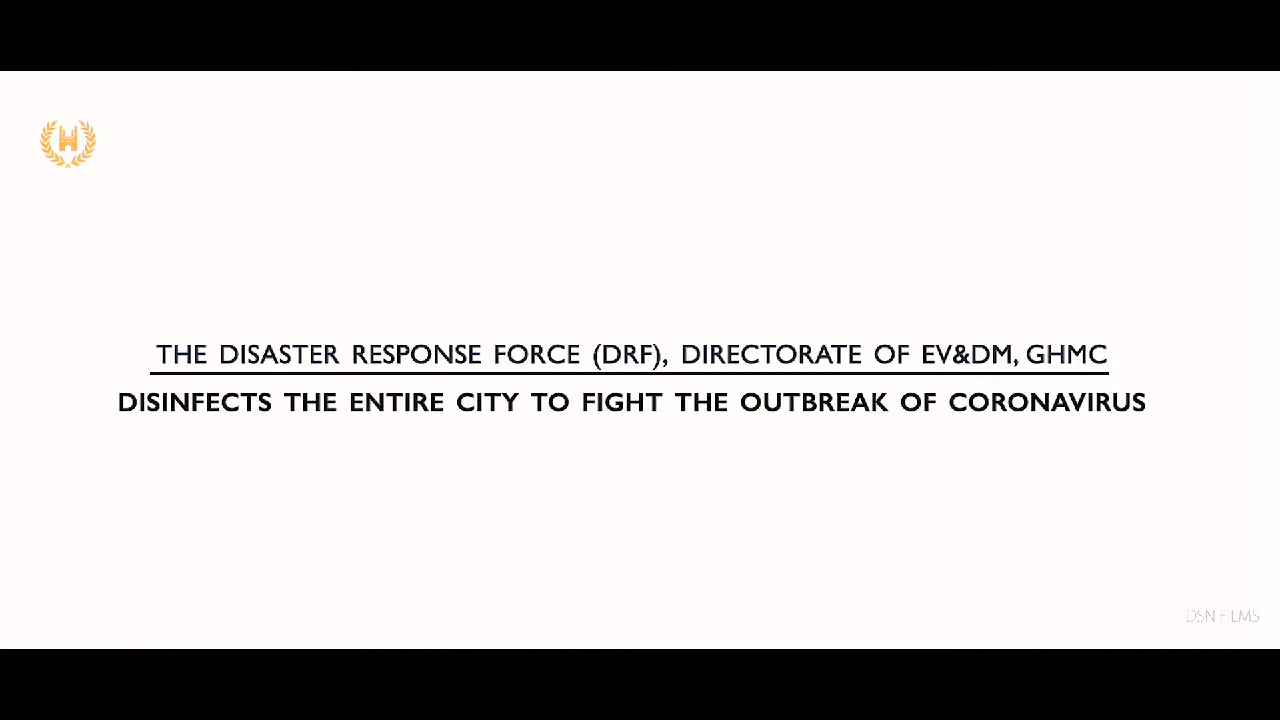 THE DISASTER RESPONSE FORCE (DRF), DIRECTORATE OF EV&DM, GHMC
DISINFECTS THE ENTIRE CITY TO FIGHT THE OUTBREAK OF CORONAVIRUS
DSN FILMS